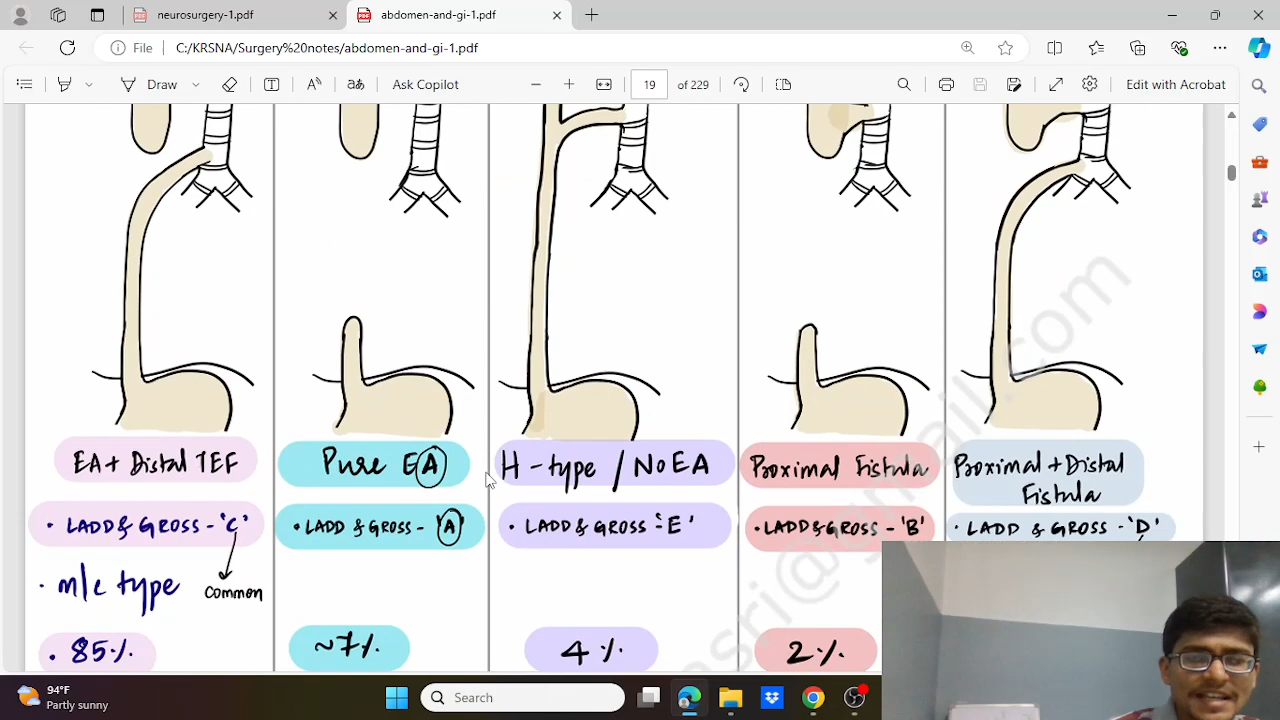 neurosurgery-1.pdf
abdomen-and-gi-1.pdf
File
C:/KRSNA/Surgery%20notes/abdomen-and-gi-1.pdf
Draw
Ask Copilot
19
of 229
Edit with Acrobat
EA + Distal TEF
Pure EA
H-type / No EA
Proximal Fistula
Proximal + Distal
Fistula
• LADD & GROSS - 'C'
• LADD & GROSS - 'A'
• LADD & GROSS - 'E'
• LADD & GROSS - 'B'
• LADD & GROSS - 'D'
• m/c type
Common
• 85%.
~7%.
4%.
2%.
94°F
Partly sunny
Search